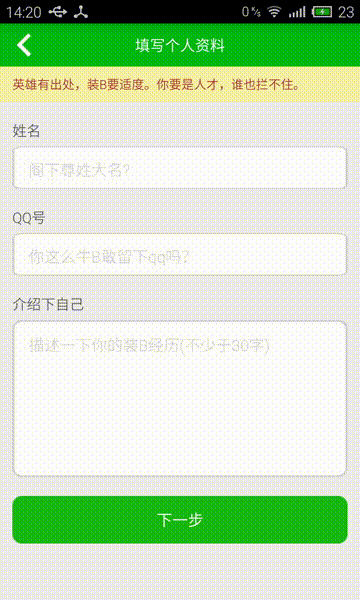 14:20 0 K/s 23
填写个人资料
英雄有出处，装B要适度。你要是人才，谁也拦不住。
姓名
阁下尊姓大名?
QQ号
你这么牛B敢留下qq吗?
介绍下自己
描述一下你的装B经历(不少于30字)
下一步